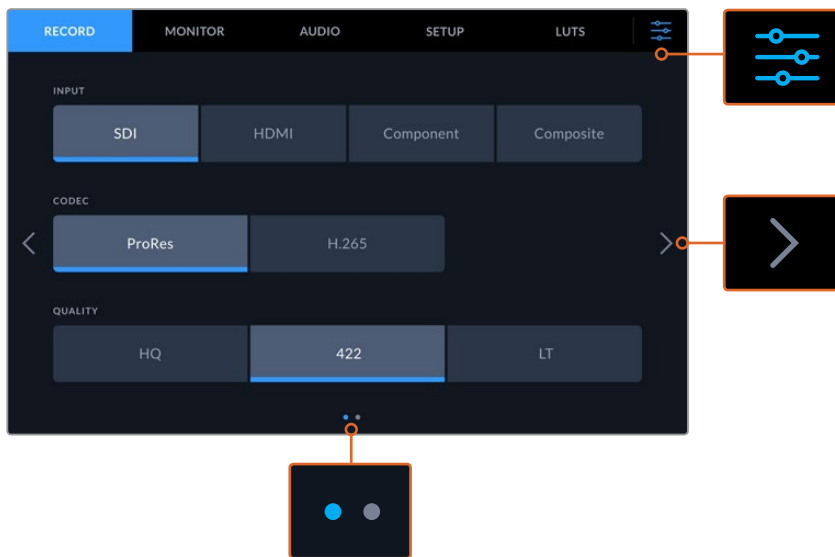 RECORD MONITOR AUDIO SETUP LUTS
INPUT
SDI HDMI Component Composite
CODEC
ProRes H.265
QUALITY
HQ 422 LT